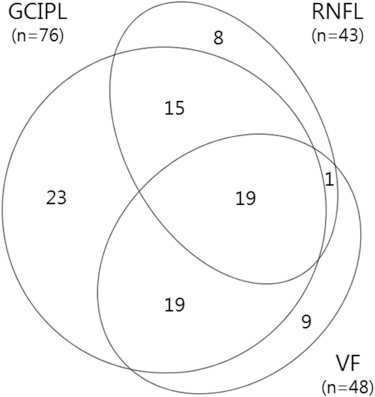 GCIPL
(n=76)
RNFL
(n=43)
8
15
1
23
19
19
9
VF
(n=48)